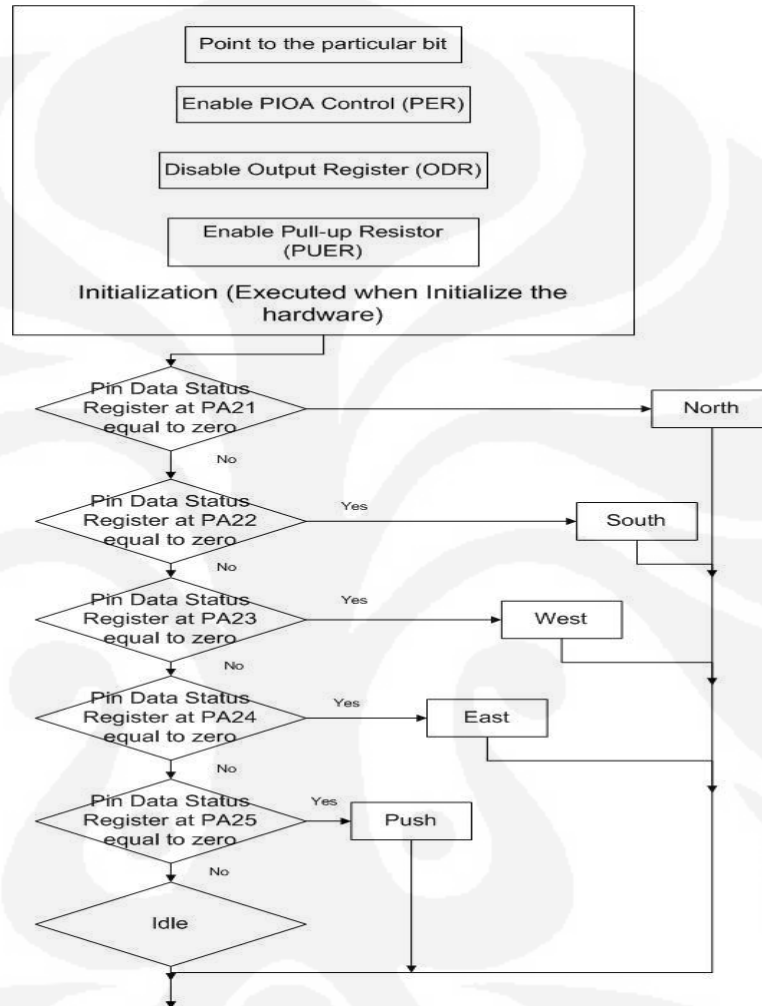 Point to the particular bit
Enable PIOA Control (PER)
Disable Output Register (ODR)
Enable Pull-up Resistor
(PUER)
Initialization (Executed when Initialize the
hardware)
Pin Data Status
Register at PA21
equal to zero
North
No
Pin Data Status
Register at PA22
equal to zero
Yes
South
No
Pin Data Status
Register at PA23
equal to zero
Yes
West
No
Pin Data Status
Register at PA24
equal to zero
Yes
East
No
Pin Data Status
Register at PA25
equal to zero
Yes
Push
No
Idle